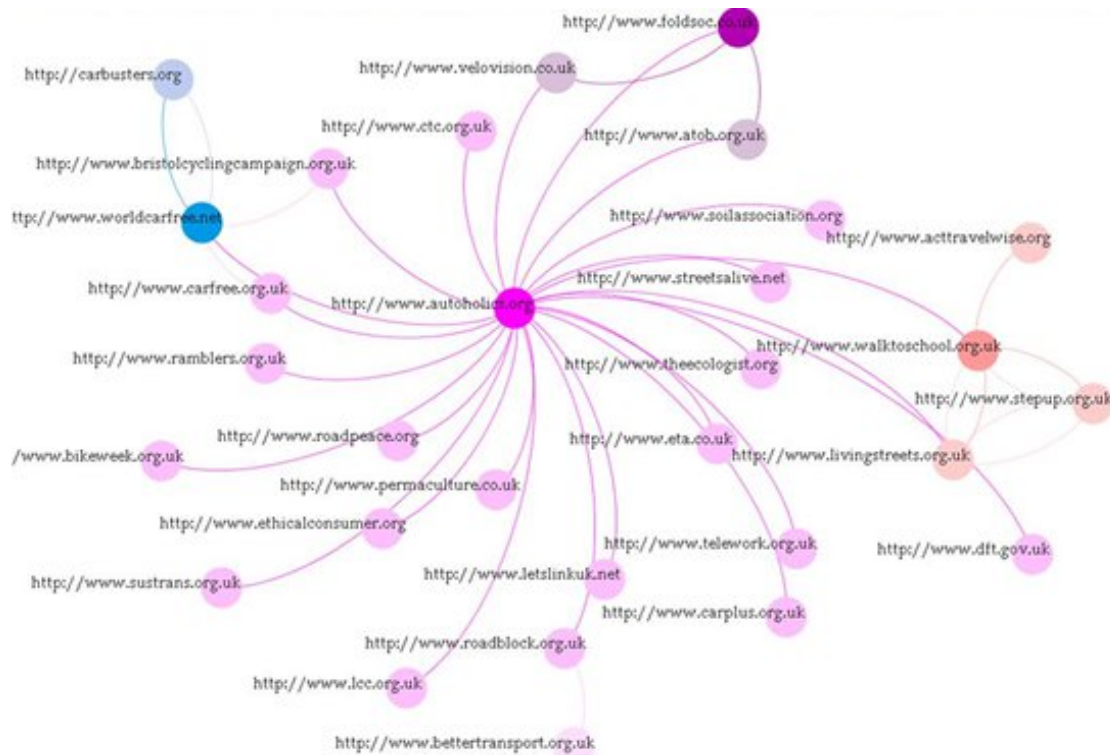 http://www.foldsoc.co.uk
http://carbusters.org
http://www.velovision.co.uk
http://www.ctc.org.uk
http://www.atob.org.uk
http://www.bristolcyclingcampaign.org.uk
ttp://www.worldcarfree.net
http://www.soilassociation.org
http://www.acttravelwise.org
http://www.streetsalive.net
http://www.carfree.org.uk
http://www.autoholics.org
http://www.walktoschool.org.uk
http://www.ramblers.org.uk
http://www.theecologist.org
http://www.stepup.org.uk
http://www.roadpeace.org
http://www.eta.co.uk
/www.bikeweek.org.uk
http://www.livingstreets.org.uk
http://www.permaculture.co.uk
http://www.ethicalconsumer.org
http://www.telework.org.uk
http://www.dft.gov.uk
http://www.sustrans.org.uk
http://www.letslinkuk.net
http://www.carplus.org.uk
http://www.roadblock.org.uk
http://www.lcc.org.uk
http://www.bettertransport.org.uk